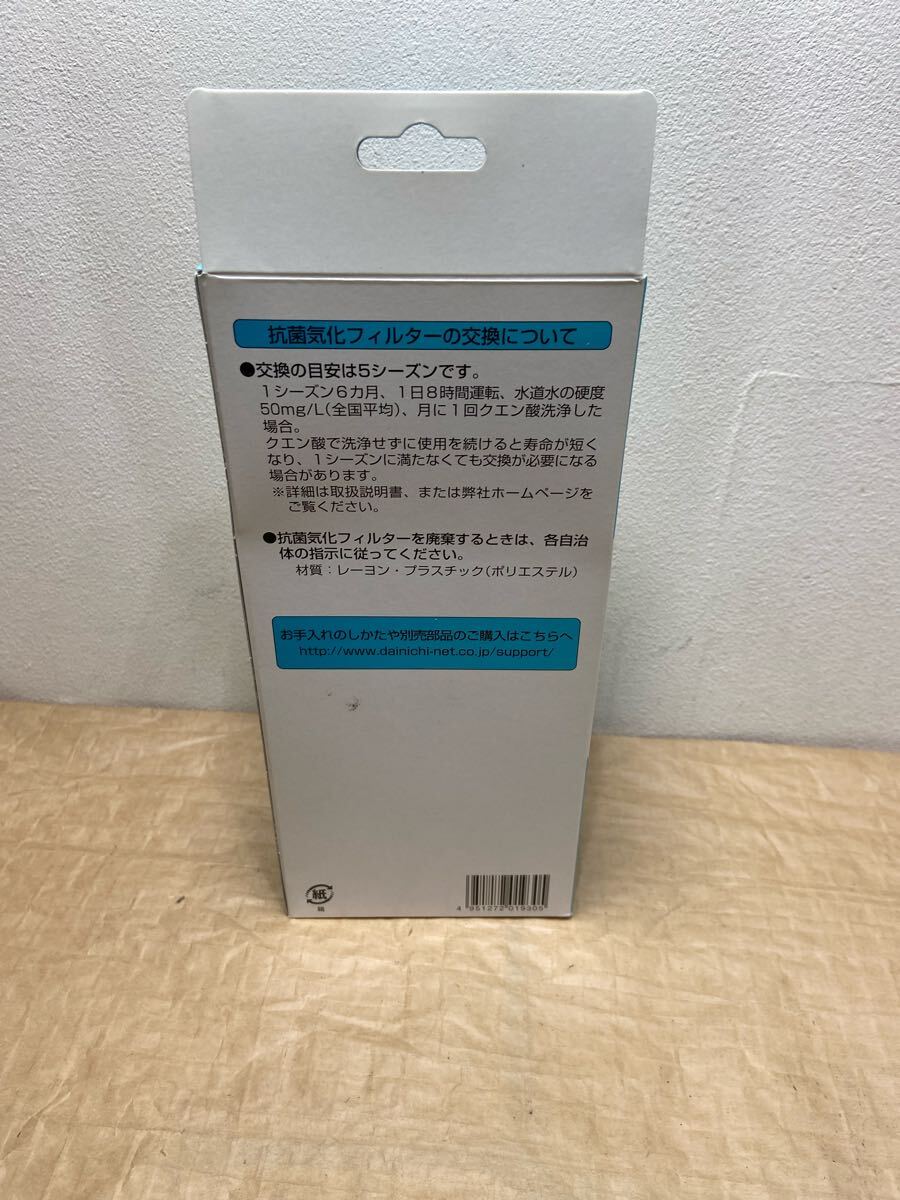 抗菌気化フィルターの交換について
●交換の目安は5シーズンです。
1シーズン6カ月、1日8時間運転、水道水の硬度
50mg/L(全国平均)、月に1回クエン酸洗浄した
場合。
クエン酸で洗浄せずに使用を続けると寿命が短く
なり、1シーズンに満たなくても交換が必要になる
場合があります。
※詳細は取扱説明書、または弊社ホームページを
ご覧ください。
●抗菌気化フィルターを廃棄するときは、各自治
体の指示に従ってください。
材質：レーヨン・プラスチック(ポリエステル)
お手入れのしかたや別売部品のご購入はこちらへ
http://www.dainichi-net.co.jp/support/
紙
箱
4 951272 019305